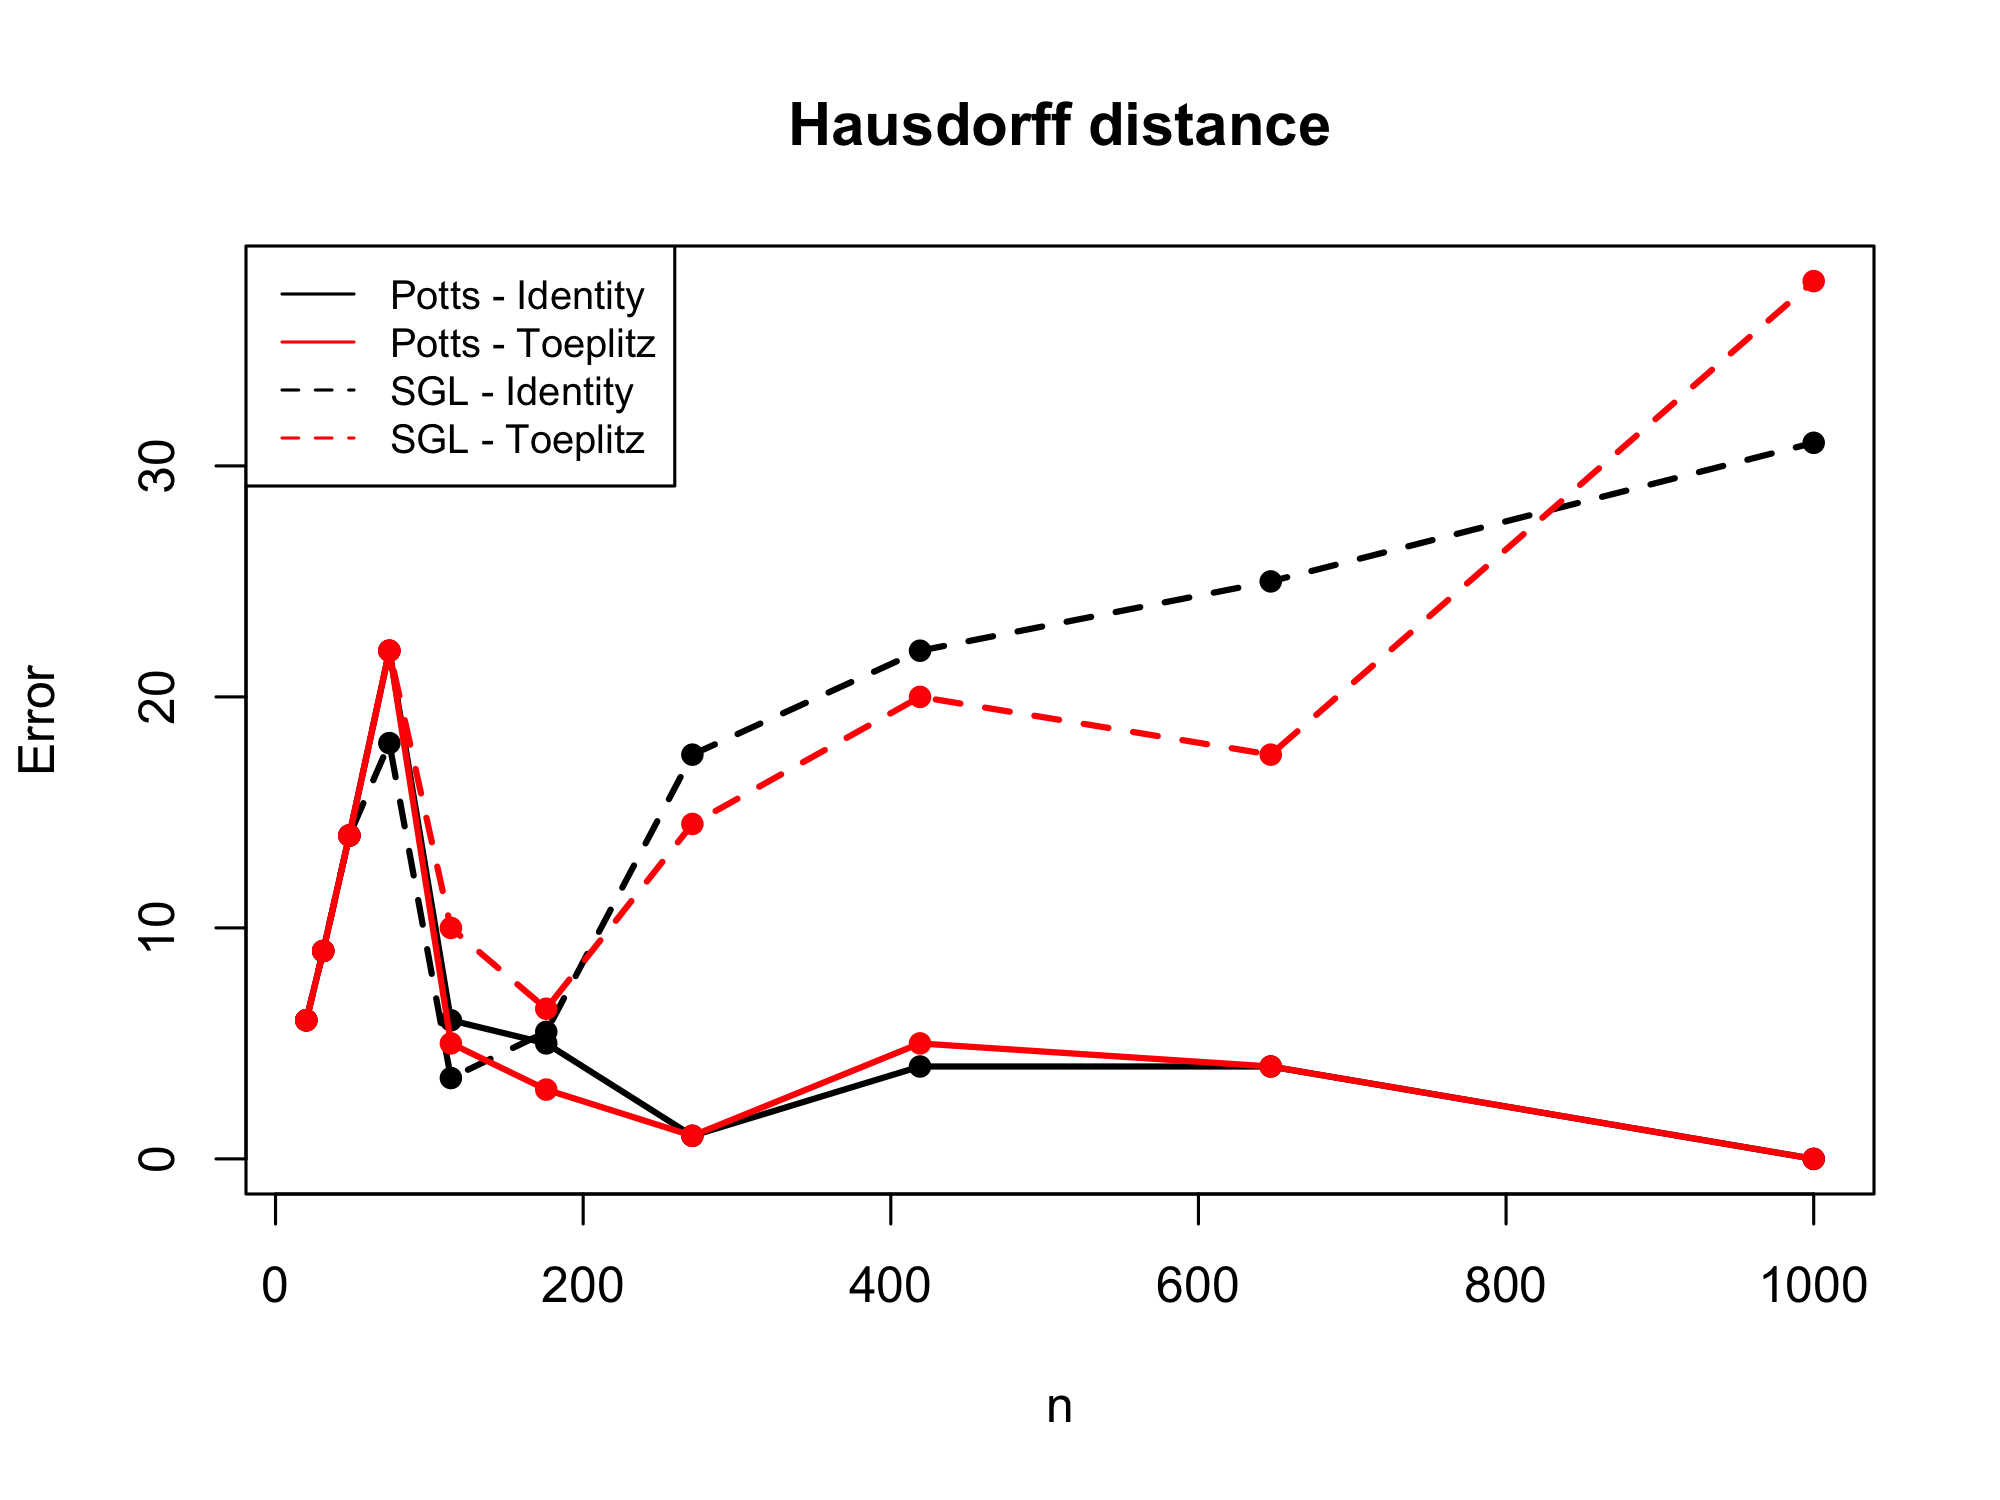 Hausdorff distance
Potts - Identity
Potts - Toeplitz
SGL - Identity
SGL - Toeplitz
Error
30
20
10
0
0 200 400 600 800 1000
n